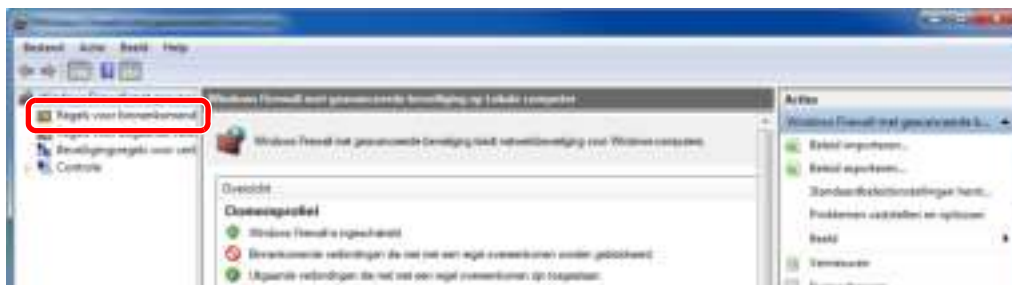 Bestand Actie Beeld Help
Windows Firewall met geavanceerde beveiliging op Lokale computer
Regels voor binnenkomend
Regels voor uitgaande
Beveiligingsregels voor verb
Controle
Windows Firewall met geavanceerde beveiliging biedt netwerkbeveiliging voor Windows-computers.
Overzicht
Domeinprofiel
Windows Firewall is ingeschakeld
Binnenkomende verbindingen die niet met een regel overeenkomen worden geblokkeerd.
Uitgaande verbindingen die niet met een regel overeenkomen zijn toegestaan.
Acties
Windows Firewall met geavanceerde b...
Beleid importeren...
Beleid exporteren...
Standaardbeleidsinstellingen herst...
Problemen vaststellen en oplossen
Beeld
Vernieuwen